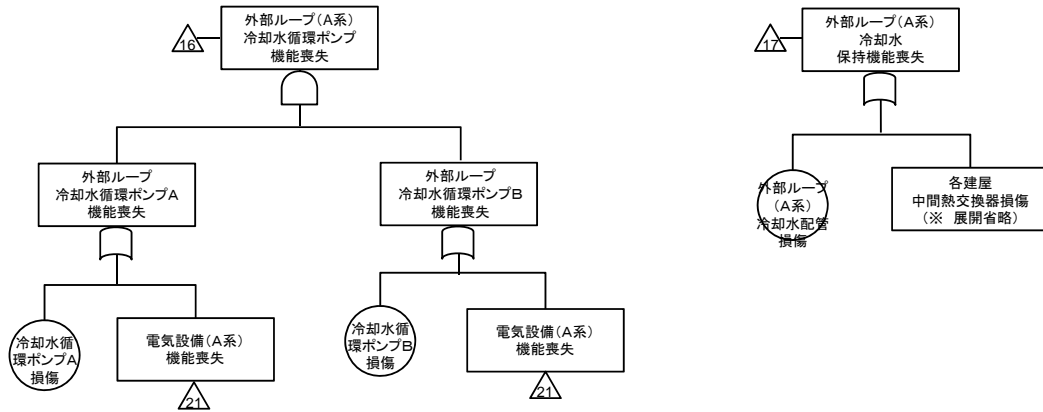 16
外部ループ(A系)
冷却水循環ポンプ
機能喪失
外部ループ
冷却水循環ポンプA
機能喪失
外部ループ
冷却水循環ポンプB
機能喪失
冷却水循
環ポンプA
損傷
電気設備(A系)
機能喪失
21
冷却水循
環ポンプB
損傷
電気設備(A系)
機能喪失
21
17
外部ループ(A系)
冷却水
保持機能喪失
外部ループ
(A系)
冷却水配管
損傷
各建屋
中間熱交換器損傷
(※ 展開省略)